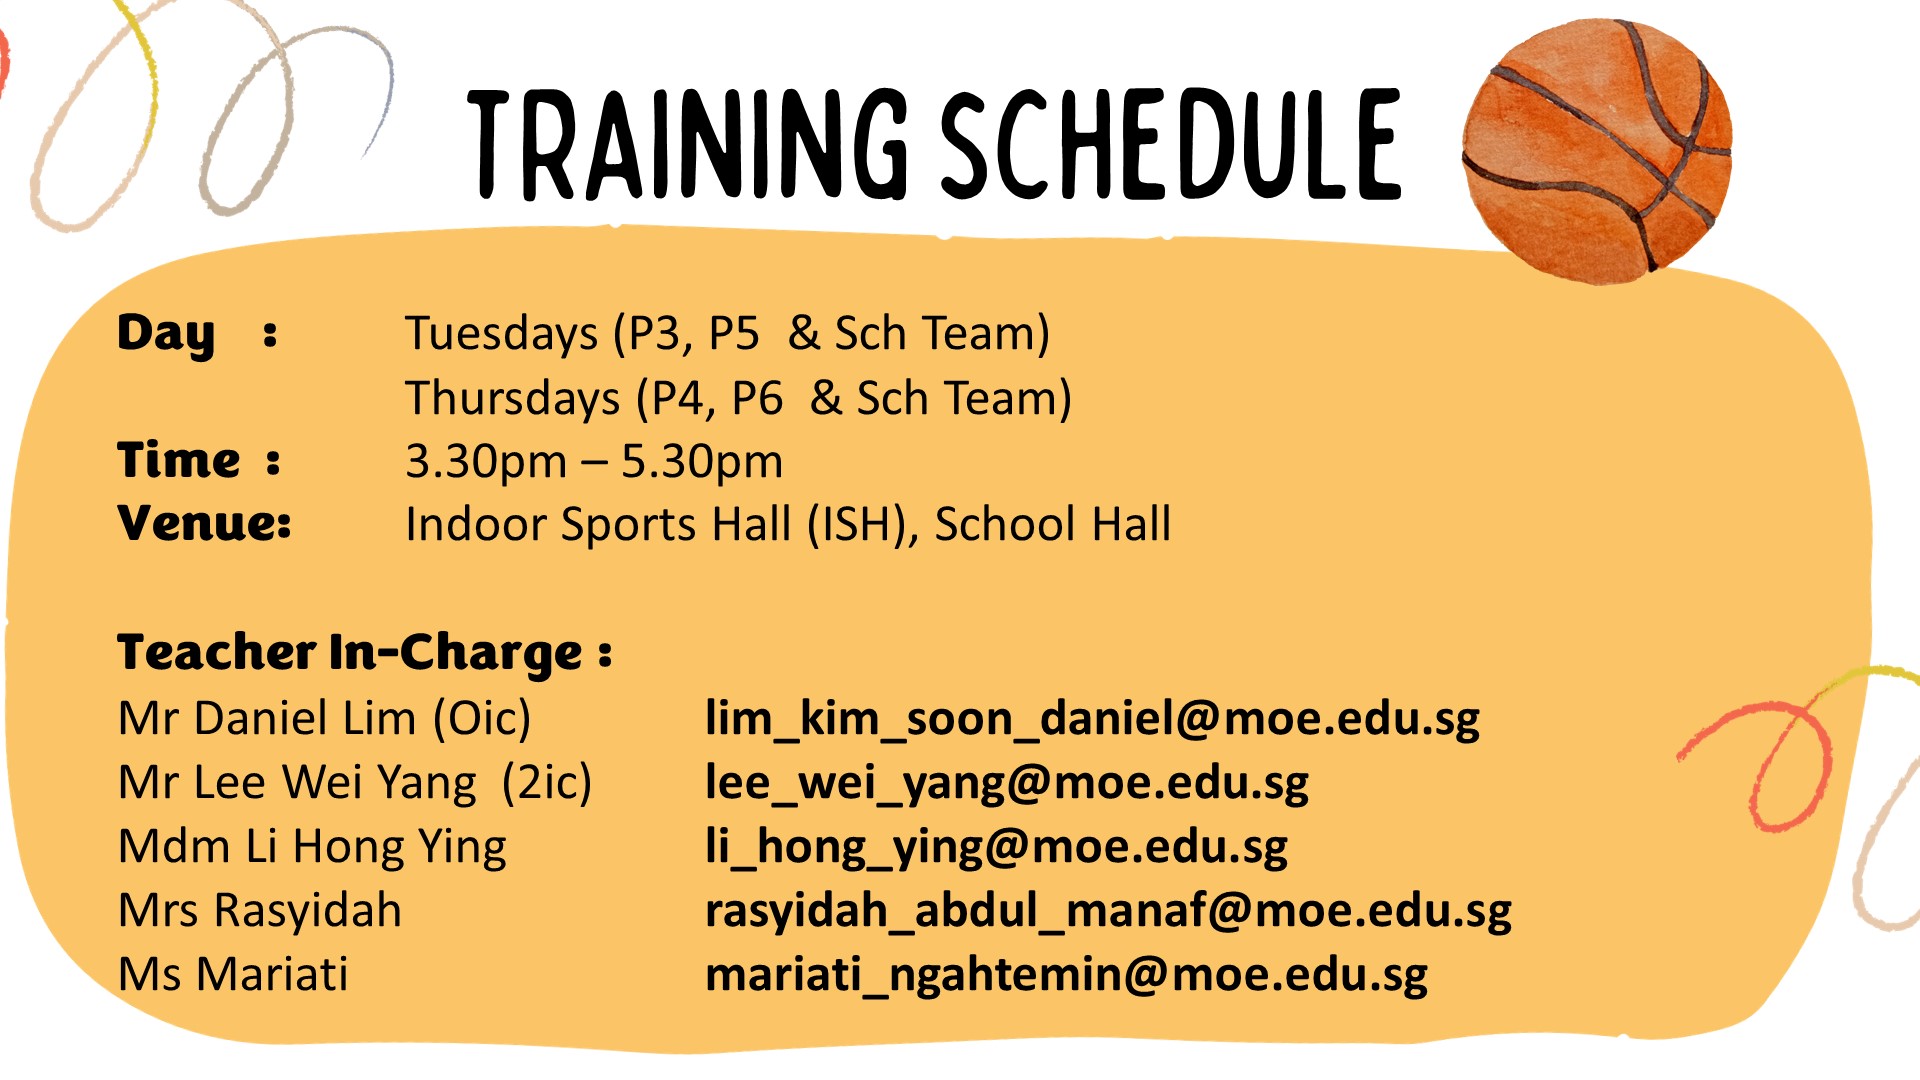 TRAINING SCHEDULE
Day : Tuesdays (P3, P5 & Sch Team)
Thursdays (P4, P6 & Sch Team)
Time : 3.30pm – 5.30pm
Venue: Indoor Sports Hall (ISH), School Hall
Teacher In-Charge :
Mr Daniel Lim (Oic) lim_kim_soon_daniel@moe.edu.sg
Mr Lee Wei Yang (2ic) lee_wei_yang@moe.edu.sg
Mdm Li Hong Ying li_hong_ying@moe.edu.sg
Mrs Rasyidah rasyidah_abdul_manaf@moe.edu.sg
Ms Mariati mariati_ngahtemin@moe.edu.sg